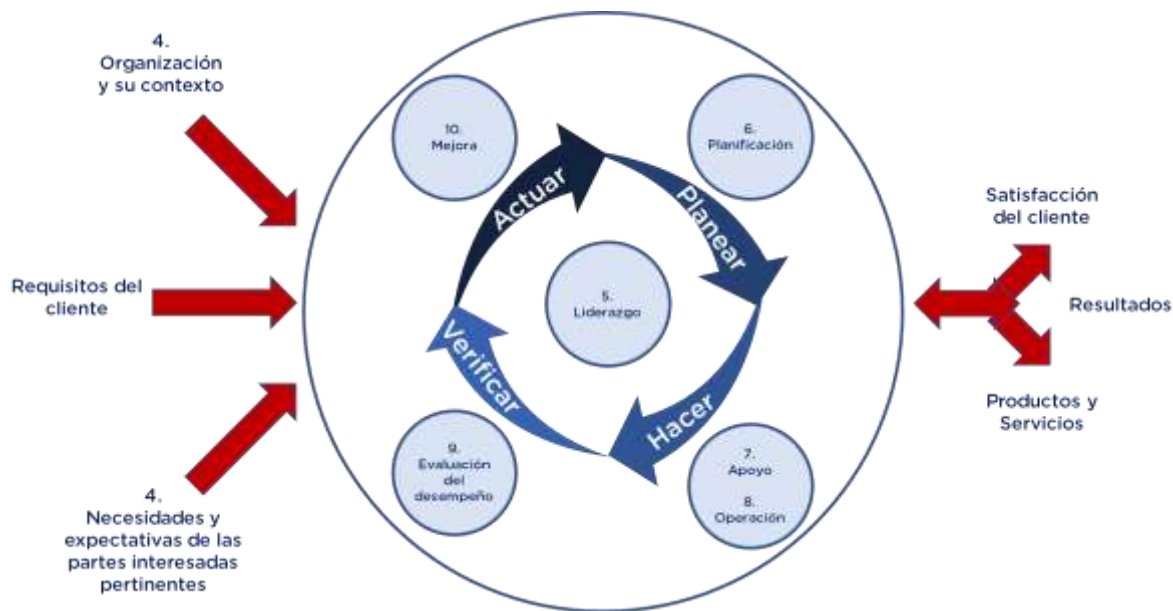 4.
Organización
y su contexto
Requisitos del
cliente
4.
Necesidades y
expectativas de las
partes interesadas
pertinentes
10.
Mejora
6.
Planificación
Actuar
Planear
5.
Liderazgo
Verificar
Hacer
9.
Evaluación
del
desempeño
7.
Apoyo
8.
Operación
Satisfacción
del cliente
Resultados
Productos y
Servicios